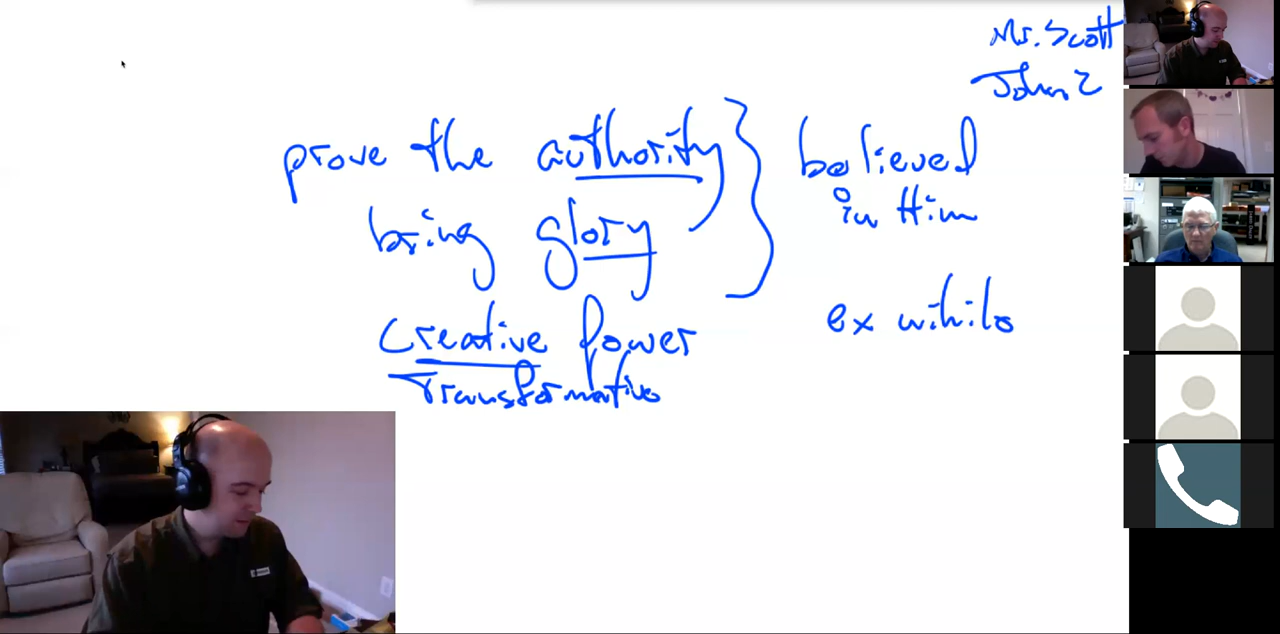 Mr. Scott
John 2
prove the authority
bring glory
believed
in Him
creative power
Transformative
ex nihilo